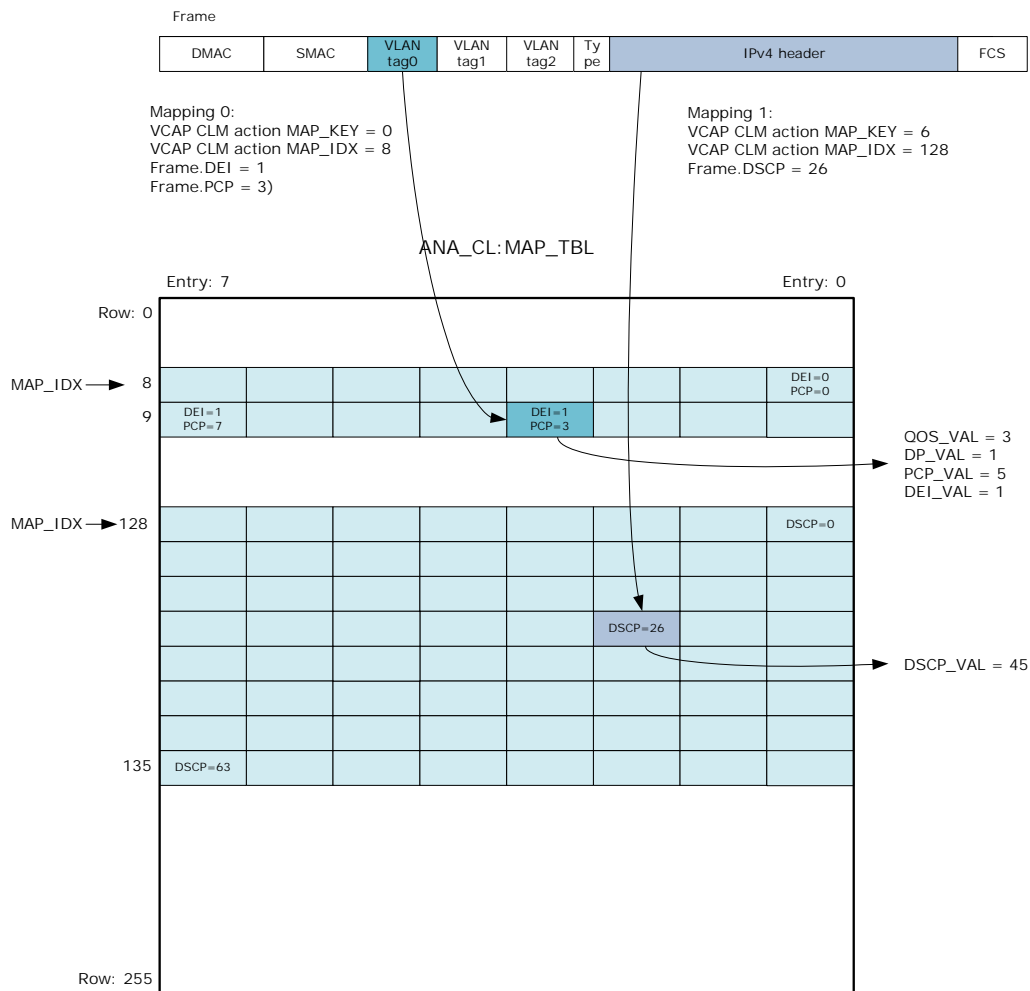 Frame
DMAC
SMAC
VLAN
tag0
VLAN
tag1
VLAN
tag2
Ty
pe
IPv4 header
FCS
Mapping 0:
VCAP CLM action MAP_KEY = 0
VCAP CLM action MAP_IDX = 8
Frame.DEI = 1
Frame.PCP = 3)
Mapping 1:
VCAP CLM action MAP_KEY = 6
VCAP CLM action MAP_IDX = 128
Frame.DSCP = 26
ANA_CL:MAP_TBL
Entry: 7
Entry: 0
Row: 0
MAP_IDX
8
DEI=0
PCP=0
9
DEI=1
PCP=7
DEI=1
PCP=3
QOS_VAL = 3
DP_VAL = 1
PCP_VAL = 5
DEI_VAL = 1
MAP_IDX
128
DSCP=0
DSCP=26
DSCP_VAL = 45
135
DSCP=63
Row: 255